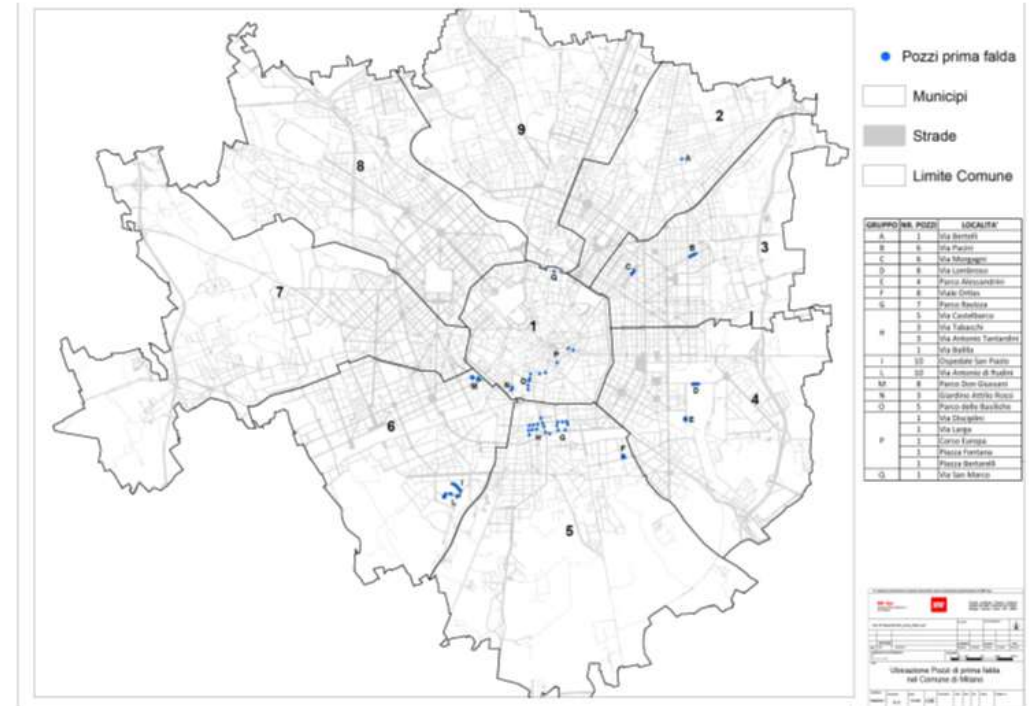 Pozzi prima falda
Municipi
Strade
Limite Comune
1
2
3
4
5
6
7
8
9
A
B
C
D
E
F
G
H
I
L
M
N
O
P
Q
GRUPPO NR. POZZI LOCALITA'
A 1 Via Bertelli
B 6 Via Pacini
C 6 Via Morgagni
D 8 Via Lombroso
E 4 Parco Alessandrini
F 8 Viale Ortles
G 7 Parco Ravizza
H 5 Via Castelbarco
3 Via Tabacchi
3 Via Antonio Tantardini
1 Via Balilla
I 10 Ospedale San Paolo
L 10 Via Antonio di Rudinì
M 8 Parco Don Giussani
N 3 Giardino Attilio Rossi
O 5 Parco delle Basiliche
P 1 Via Disciplini
1 Via Larga
1 Corso Europa
1 Piazza Fontana
1 Piazza Bertarelli
Q 1 Via San Marco
Ubicazione Pozzi di prima falda
nel Comune di Milano